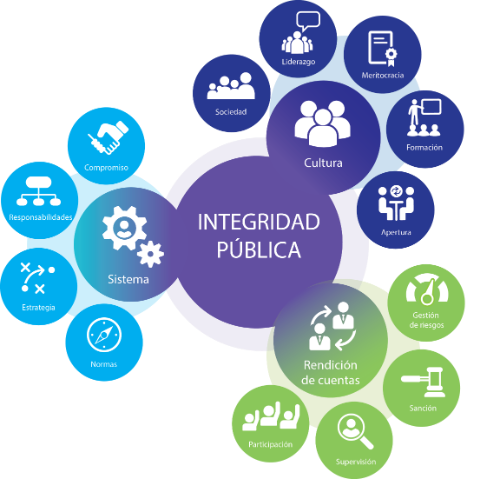 Liderazgo
Meritocracia
Sociedad
Formación
Cultura
Apertura
Compromiso
Responsabilidades
Sistema
Estrategia
Normas
INTEGRIDAD
PÚBLICA
Gestión
de riesgos
Rendición
de cuentas
Sanción
Participación
Supervisión